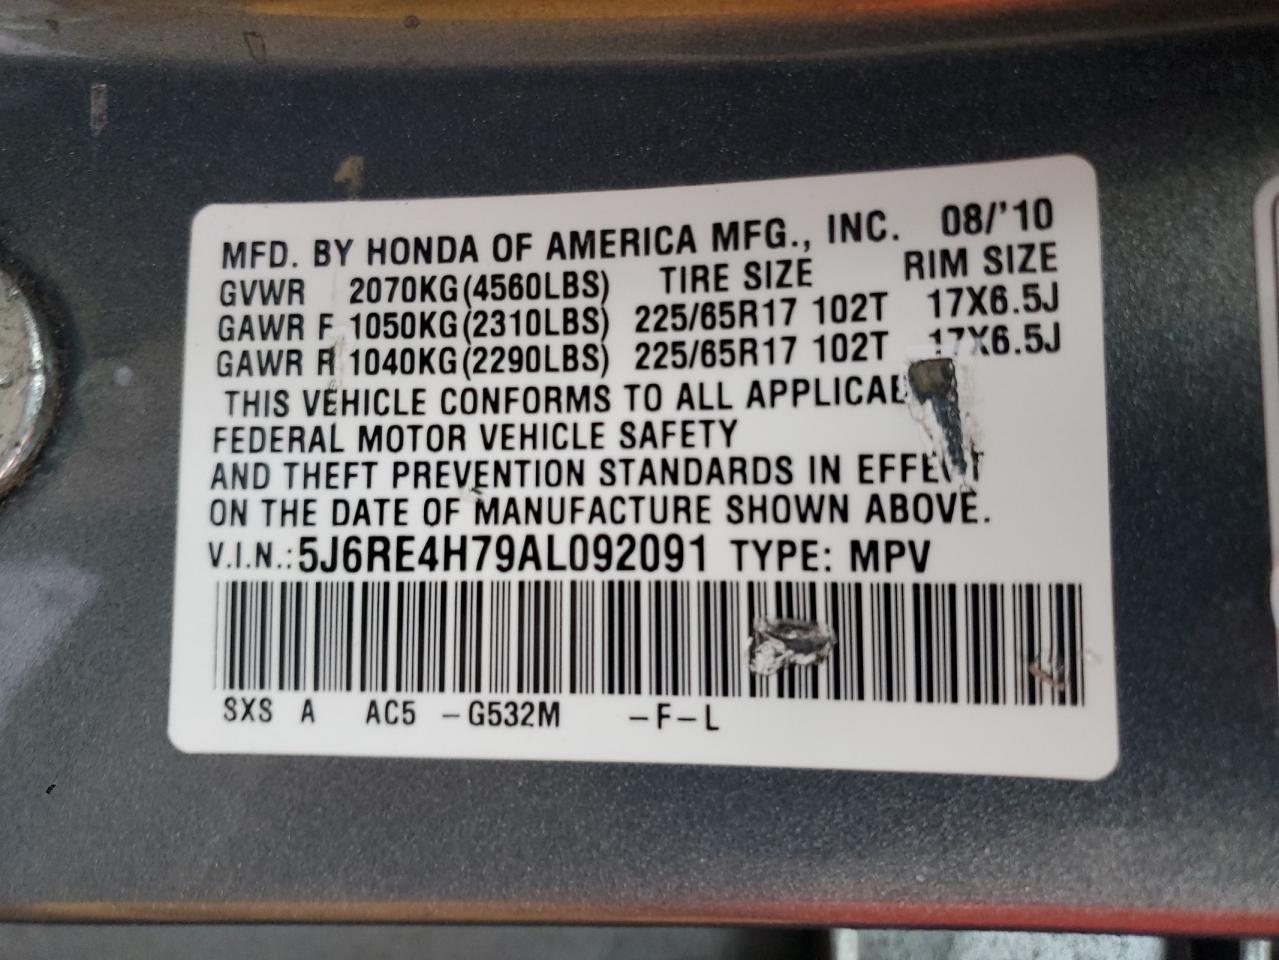 MFD. BY HONDA OF AMERICA MFG., INC. 08/'10
GVWR 2070KG(4560LBS) TIRE SIZE RIM SIZE
GAWR F 1050KG(2310LBS) 225/65R17 102T 17X6.5J
GAWR R 1040KG(2290LBS) 225/65R17 102T 17X6.5J
THIS VEHICLE CONFORMS TO ALL
FEDERAL MOTOR VEHICLE SAFETY
AND THEFT PREVENTION STANDARDS IN EFFECT
ON THE DATE OF MANUFACTURE SHOWN ABOVE.
V.I.N.: 5J6RE4H79AL092091 TYPE: MPV
SXS A AC5 -G532M -F-L